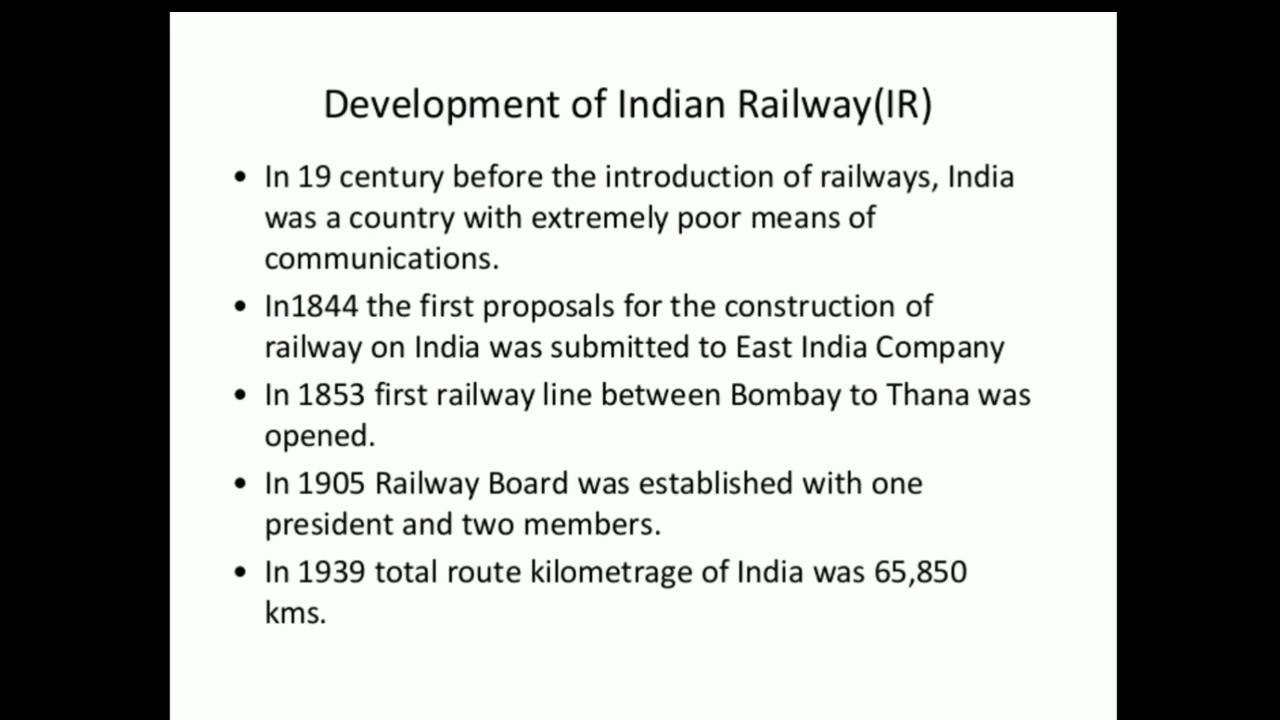 Development of Indian Railway(IR)
• In 19 century before the introduction of railways, India
was a country with extremely poor means of
communications.
• In1844 the first proposals for the construction of
railway on India was submitted to East India Company
• In 1853 first railway line between Bombay to Thana was
opened.
• In 1905 Railway Board was established with one
president and two members.
• In 1939 total route kilometrage of India was 65,850
kms.